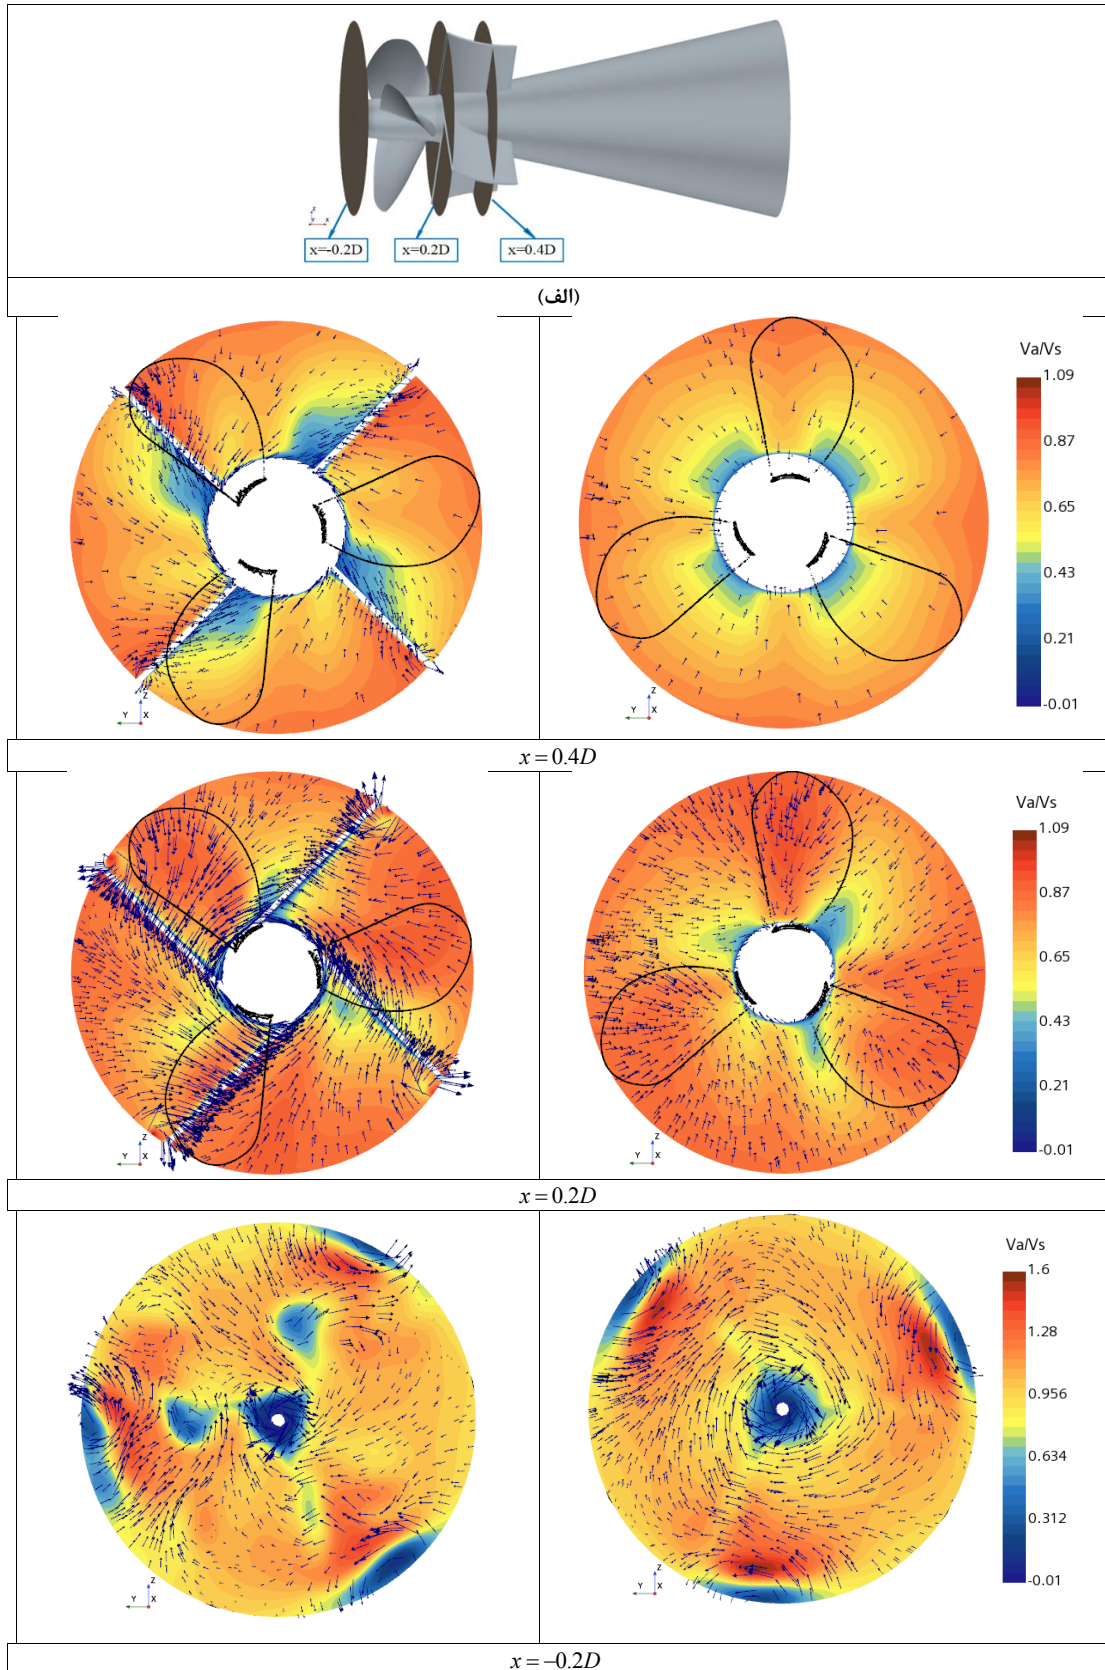 Z
Y X
x=-0.2D
x=0.2D
x=0.4D
(الف)
Va/Vs
1.09
0.87
0.65
0.43
0.21
-0.01
Z
Y X
Z
Y X
x = 0.4D
Va/Vs
1.09
0.87
0.65
0.43
0.21
-0.01
Z
Y X
Z
Y X
x = 0.2D
Va/Vs
1.6
1.28
0.956
0.634
0.312
-0.01
Z
Y X
Z
Y X
x = −0.2D